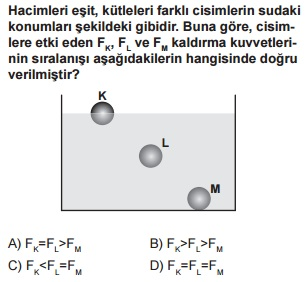 Hacimleri eşit, kütleleri farklı cisimlerin sudaki
konumları şekildeki gibidir. Buna göre, cisim-
lere etki eden F_K, F_L ve F_M kaldırma kuvvetleri-
nin sıralanışı aşağıdakilerin hangisinde doğru
verilmiştir?
K
L
M
A) F_K=F_L>F_M
B) F_K>F_L>F_M
C) F_K<F_L=F_M
D) F_K=F_L=F_M